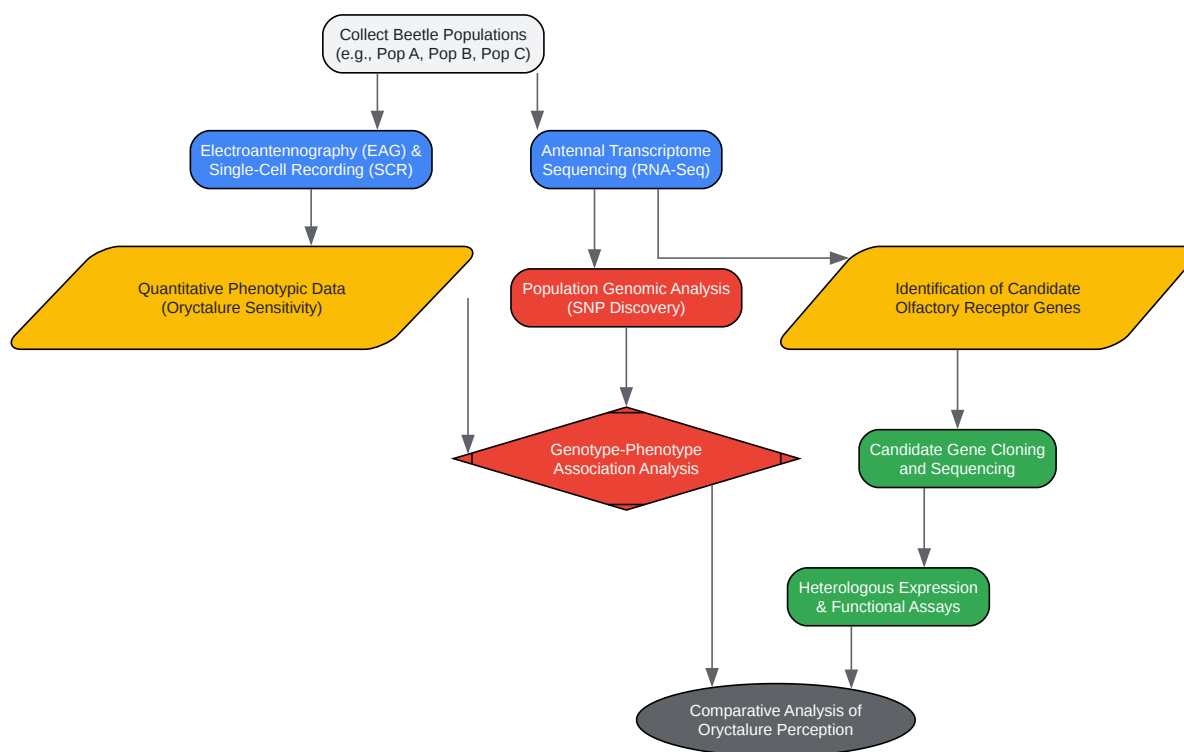 Collect Beetle Populations
(e.g., Pop A, Pop B, Pop C)
Electroantennography (EAG) &
Single-Cell Recording (SCR)
Antennal Transcriptome
Sequencing (RNA-Seq)
Quantitative Phenotypic Data
(Oryctalure Sensitivity)
Population Genomic Analysis
(SNP Discovery)
Identification of Candidate
Olfactory Receptor Genes
Genotype-Phenotype
Association Analysis
Candidate Gene Cloning
and Sequencing
Heterologous Expression
& Functional Assays
Comparative Analysis of
Oryctalure Perception